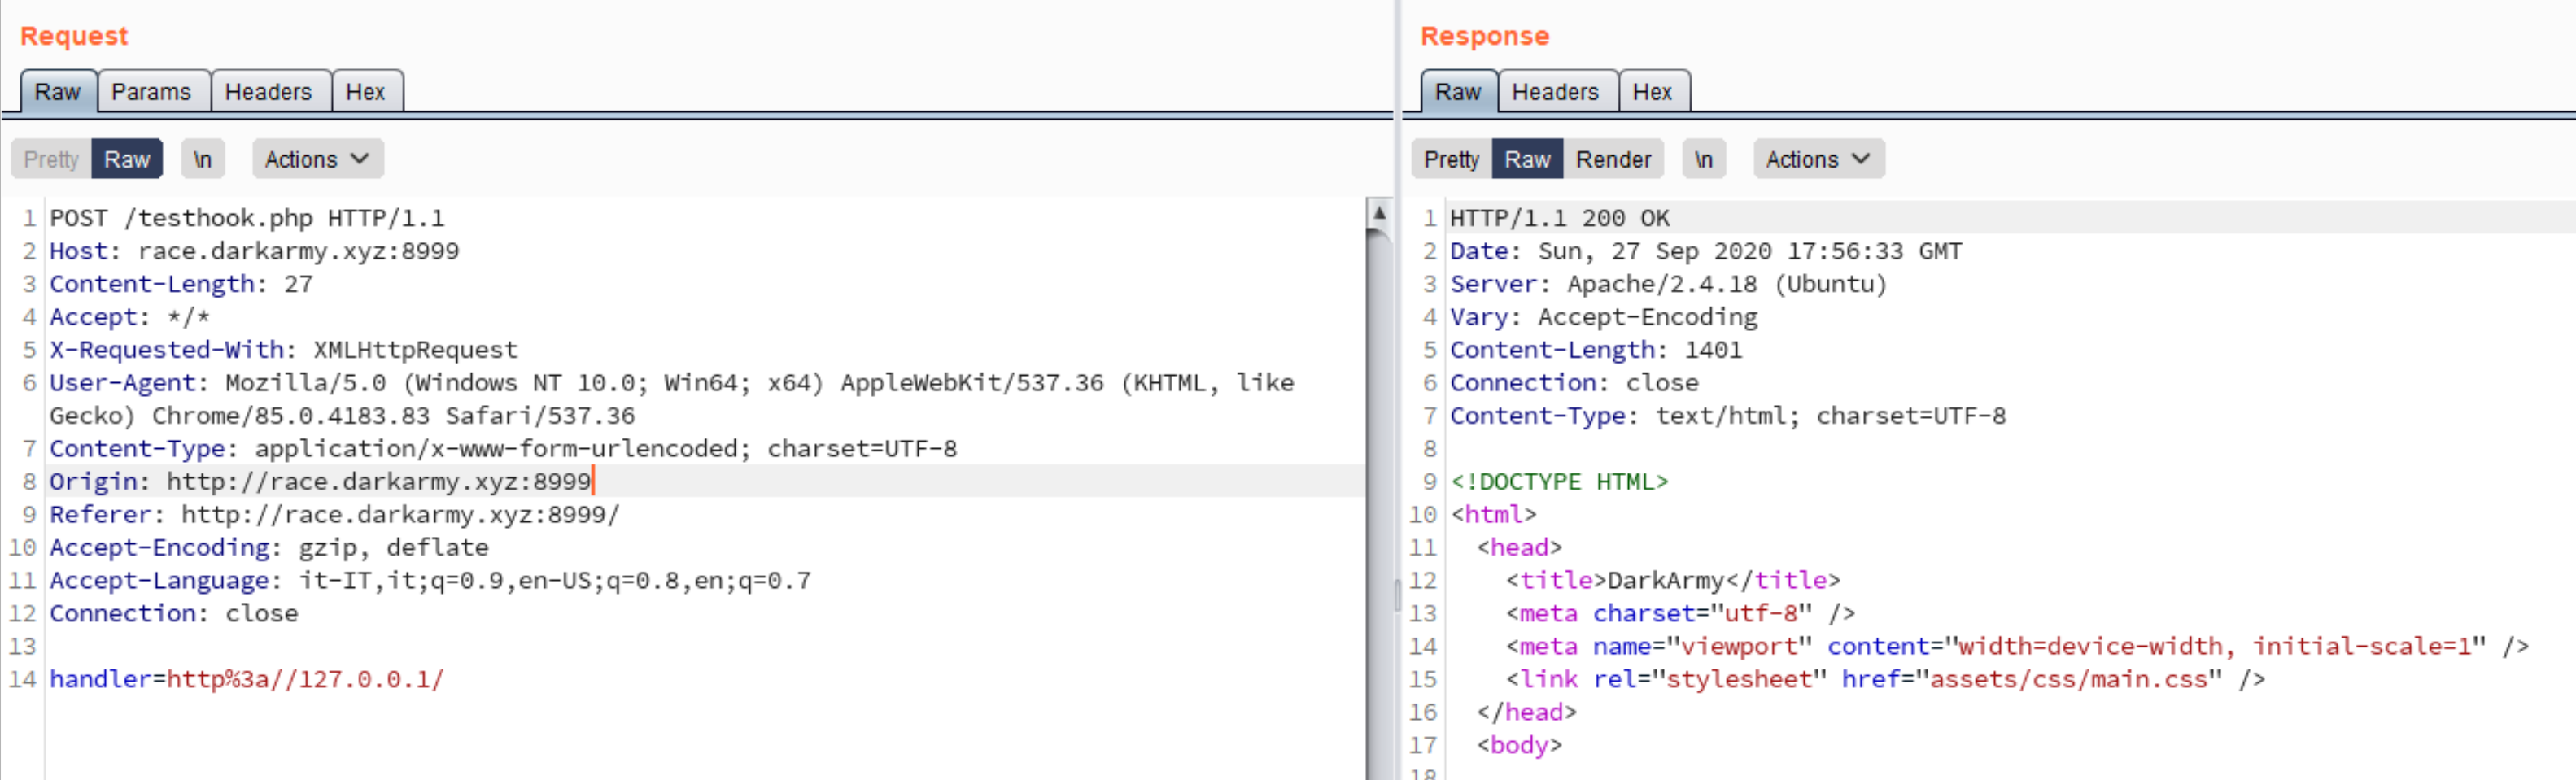 Request
Raw Params Headers Hex
Pretty Raw \n Actions
1 POST /testhook.php HTTP/1.1
2 Host: race.darkarmy.xyz:8999
3 Content-Length: 27
4 Accept: */*
5 X-Requested-With: XMLHttpRequest
6 User-Agent: Mozilla/5.0 (Windows NT 10.0; Win64; x64) AppleWebKit/537.36 (KHTML, like
Gecko) Chrome/85.0.4183.83 Safari/537.36
7 Content-Type: application/x-www-form-urlencoded; charset=UTF-8
8 Origin: http://race.darkarmy.xyz:8999
9 Referer: http://race.darkarmy.xyz:8999/
10 Accept-Encoding: gzip, deflate
11 Accept-Language: it-IT,it;q=0.9,en-US;q=0.8,en;q=0.7
12 Connection: close
13
14 handler=http%3a//127.0.0.1/
Response
Raw Headers Hex
Pretty Raw Render \n Actions
1 HTTP/1.1 200 OK
2 Date: Sun, 27 Sep 2020 17:56:33 GMT
3 Server: Apache/2.4.18 (Ubuntu)
4 Vary: Accept-Encoding
5 Content-Length: 1401
6 Connection: close
7 Content-Type: text/html; charset=UTF-8
8
9 <!DOCTYPE HTML>
10 <html>
11 <head>
12 <title>DarkArmy</title>
13 <meta charset="utf-8" />
14 <meta name="viewport" content="width=device-width, initial-scale=1" />
15 <link rel="stylesheet" href="assets/css/main.css" />
16 </head>
17 <body>
18